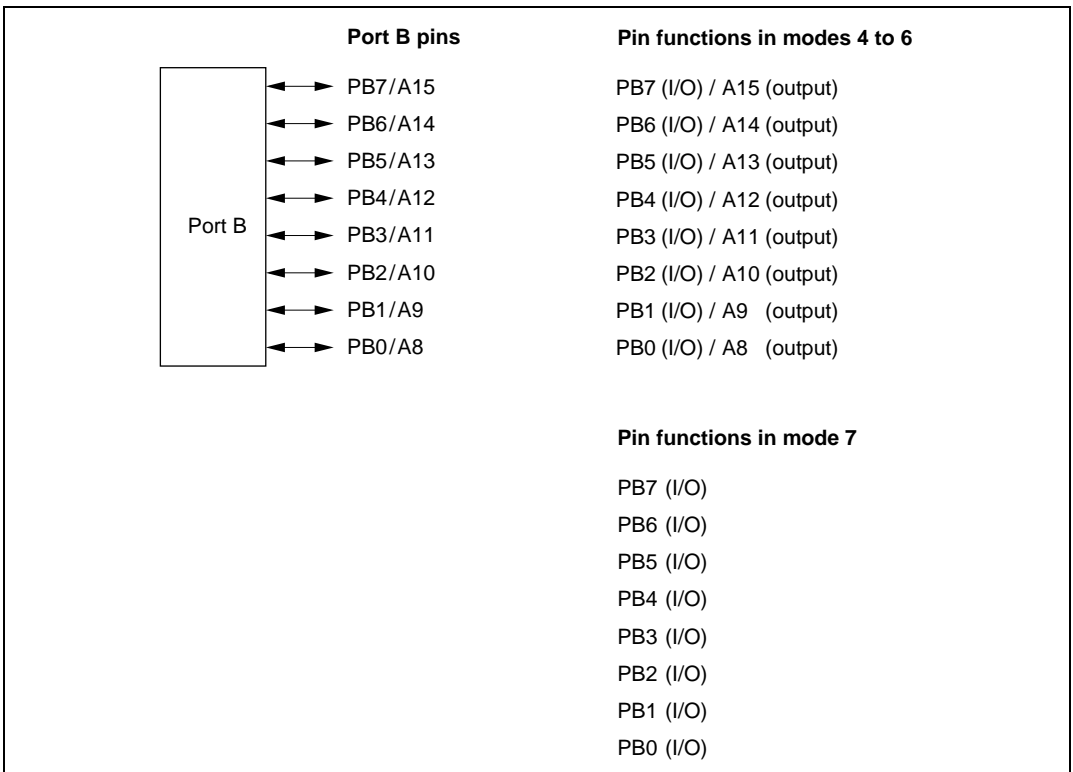 Port B pins
Pin functions in modes 4 to 6
Port B
PB7/A15
PB7 (I/O) / A15 (output)
PB6/A14
PB6 (I/O) / A14 (output)
PB5/A13
PB5 (I/O) / A13 (output)
PB4/A12
PB4 (I/O) / A12 (output)
PB3/A11
PB3 (I/O) / A11 (output)
PB2/A10
PB2 (I/O) / A10 (output)
PB1/A9
PB1 (I/O) / A9 (output)
PB0/A8
PB0 (I/O) / A8 (output)
Pin functions in mode 7
PB7 (I/O)
PB6 (I/O)
PB5 (I/O)
PB4 (I/O)
PB3 (I/O)
PB2 (I/O)
PB1 (I/O)
PB0 (I/O)